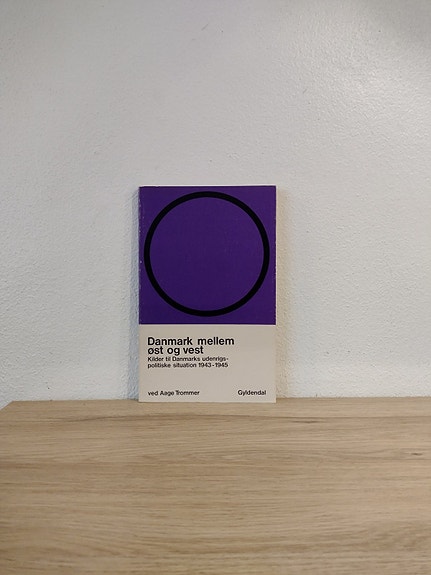 Danmark mellem
øst og vest
Kilder til Danmarks udenrigs-
politiske situation 1943-1945
ved Aage Trommer
Gyldendal